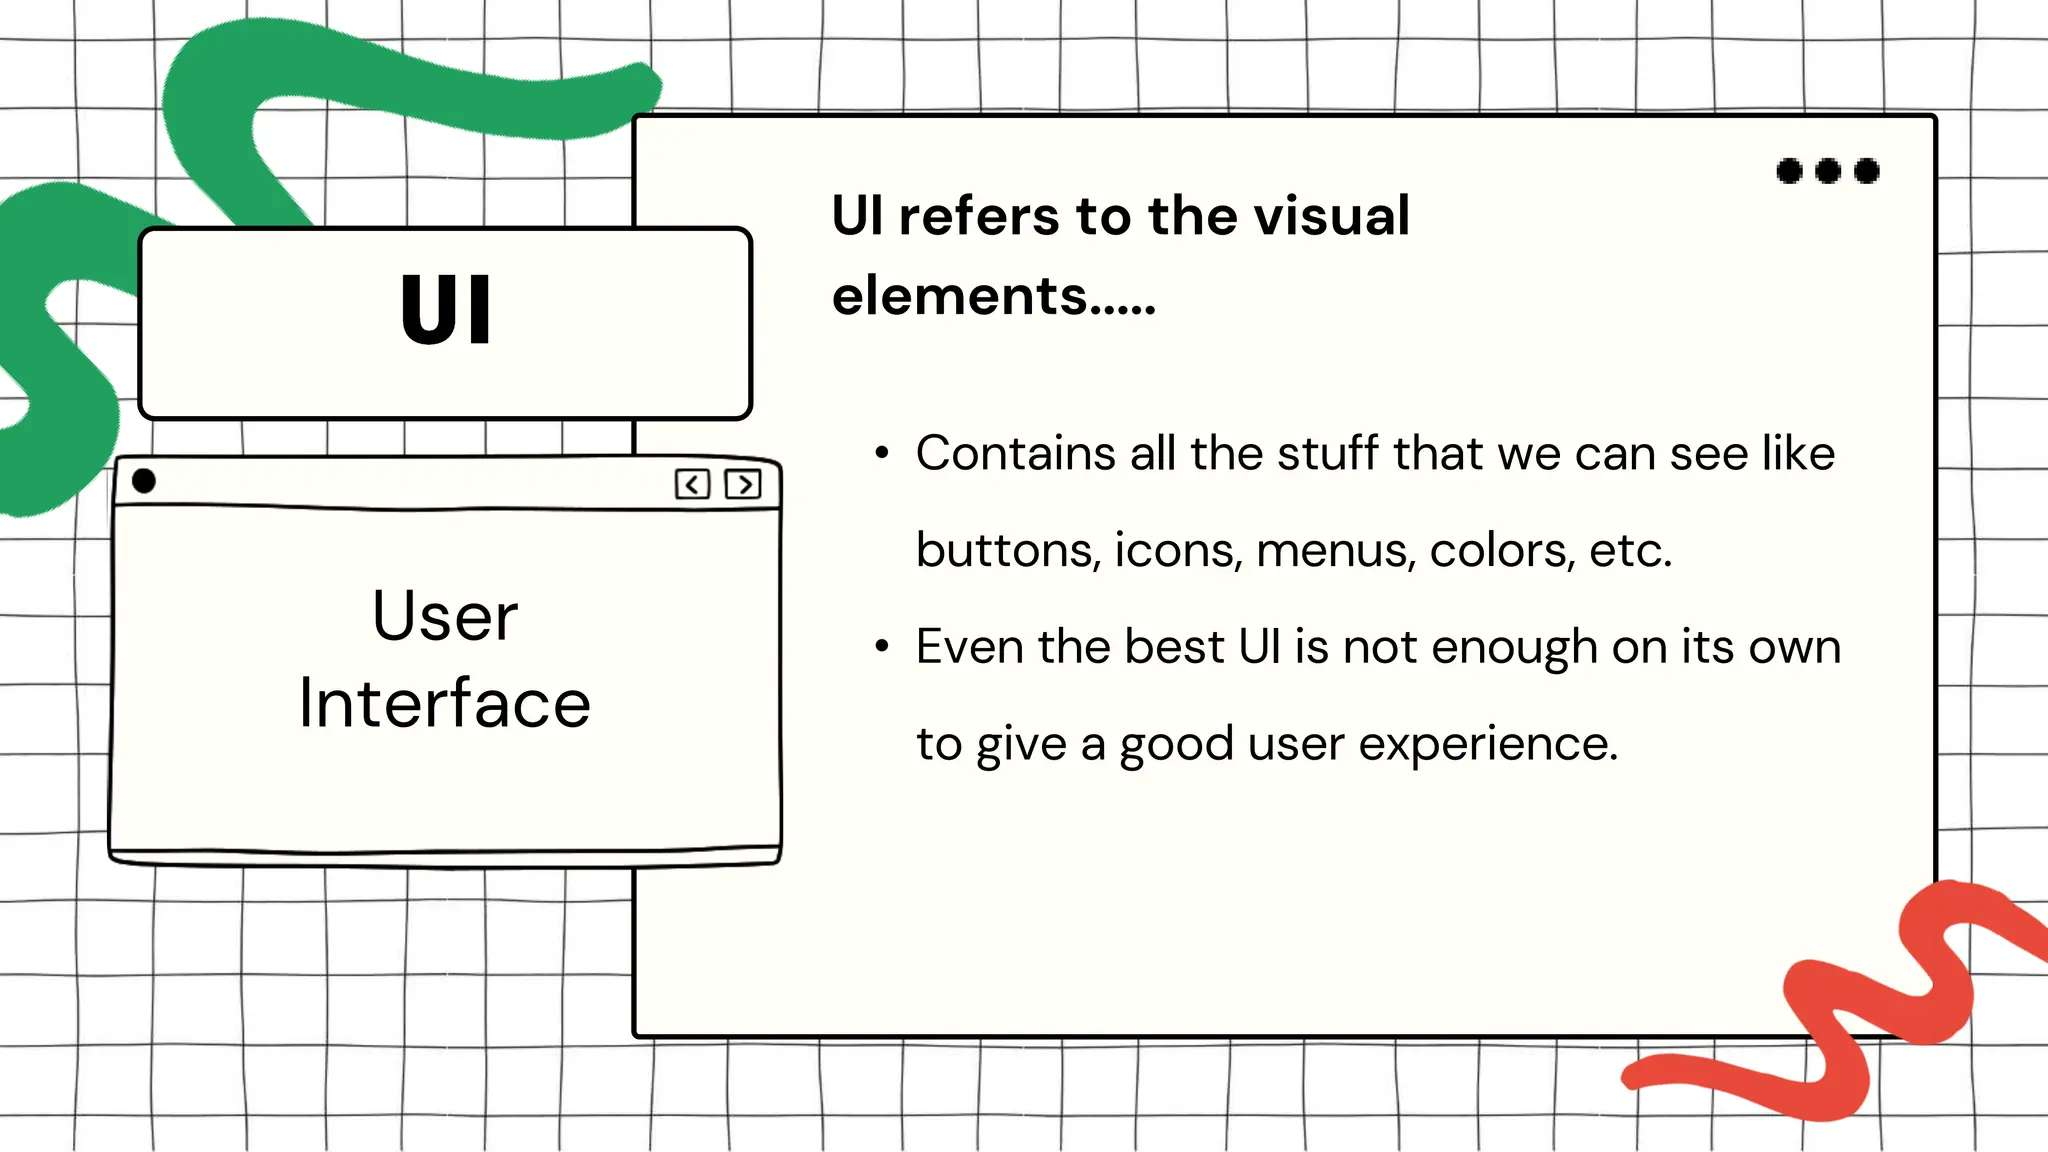 UI
User
Interface
UI refers to the visual
elements.....
• Contains all the stuff that we can see like
buttons, icons, menus, colors, etc.
• Even the best UI is not enough on its own
to give a good user experience.